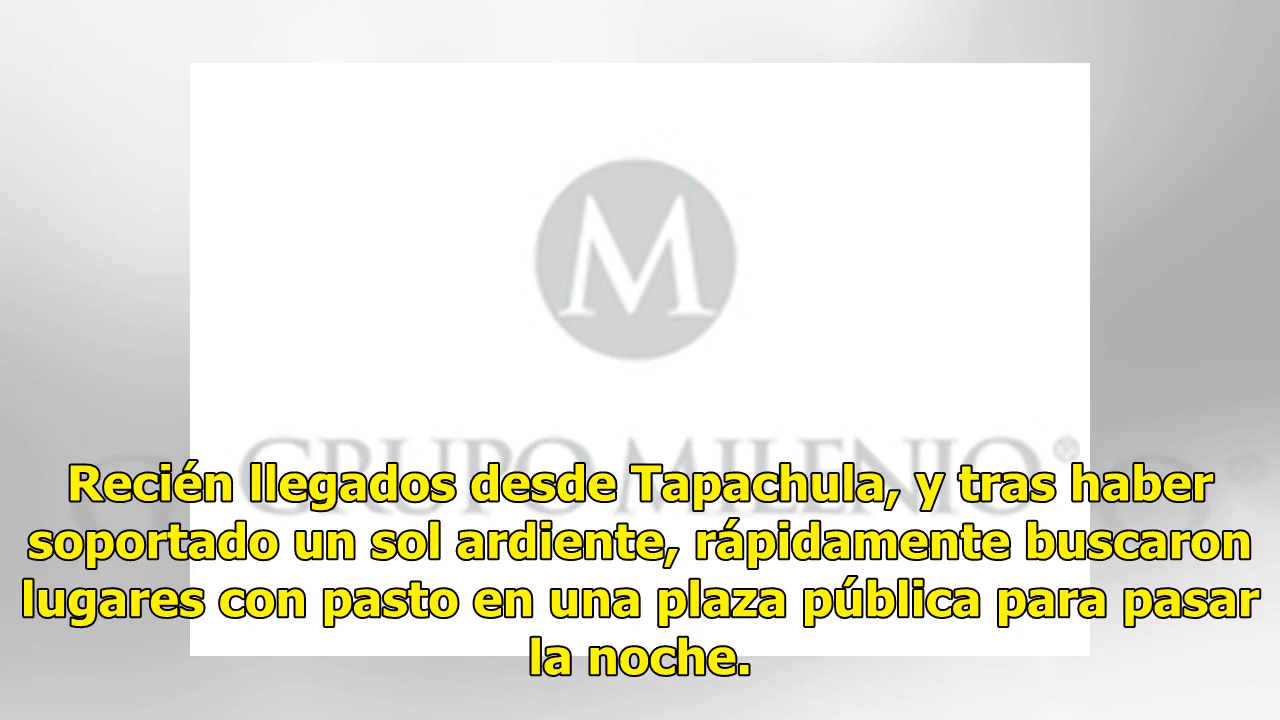 M
GRUPO MILENIO®
Recién llegados desde Tapachula, y tras haber
soportado un sol ardiente, rápidamente buscaron
lugares con pasto en una plaza pública para pasar
la noche.